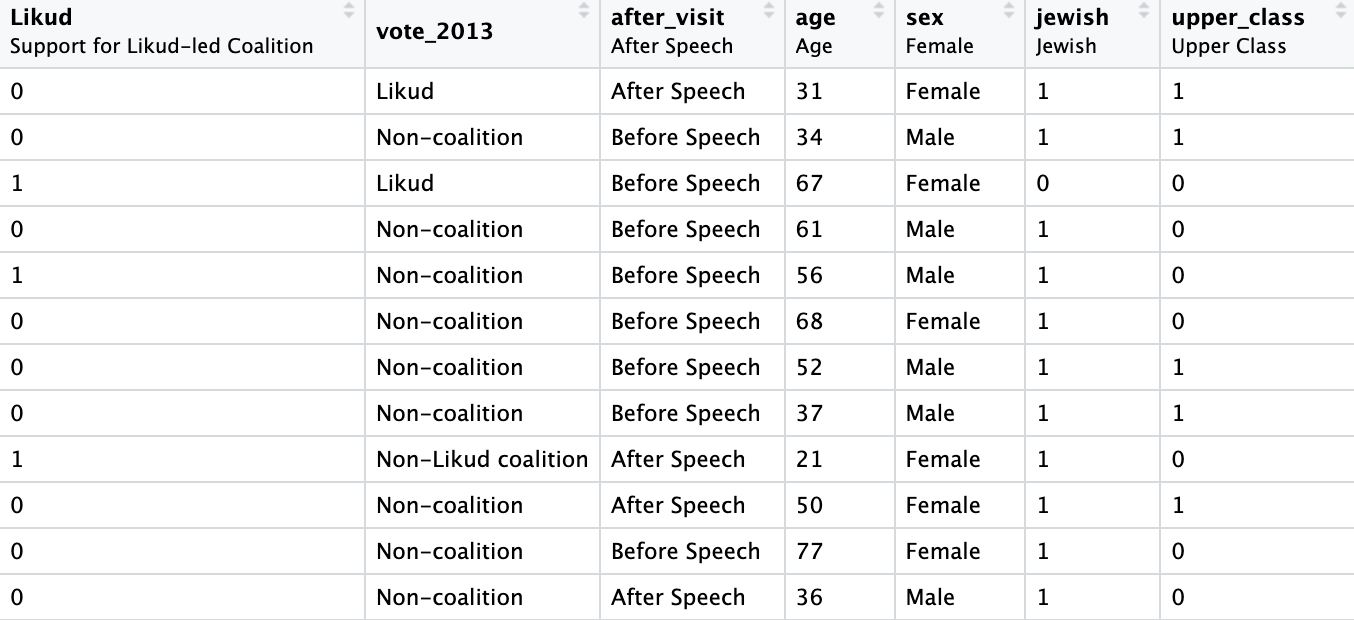 Likud vote_2013 after_visit age sex jewish upper_class
Support for Likud-led Coalition After Speech Age Female Jewish Upper Class
0 Likud After Speech 31 Female 1 1
0 Non-coalition Before Speech 34 Male 1 1
1 Likud Before Speech 67 Female 0 0
0 Non-coalition Before Speech 61 Male 1 0
1 Non-coalition Before Speech 56 Male 1 0
0 Non-coalition Before Speech 68 Female 1 0
0 Non-coalition Before Speech 52 Male 1 1
0 Non-coalition Before Speech 37 Male 1 1
1 Non-Likud coalition After Speech 21 Female 1 0
0 Non-coalition After Speech 50 Female 1 1
0 Non-coalition Before Speech 77 Female 1 0
0 Non-coalition After Speech 36 Male 1 0